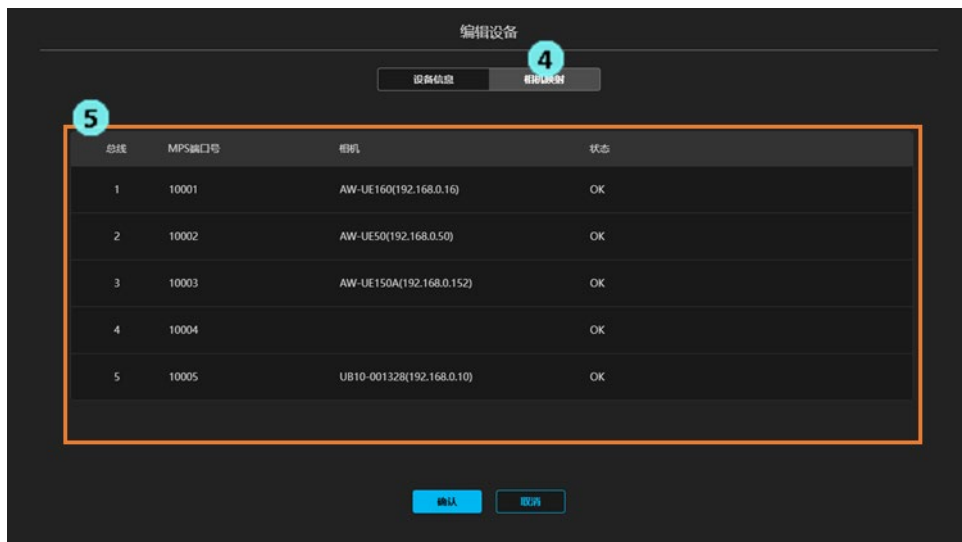 编辑设备
4
设备信息 相机映射
5
总线 MPS端口号 相机 状态
1 10001 AW-UE160(192.168.0.16) OK
2 10002 AW-UE50(192.168.0.50) OK
3 10003 AW-UE150A(192.168.0.152) OK
4 10004 OK
5 10005 UB10-001328(192.168.0.10) OK
确认 取消